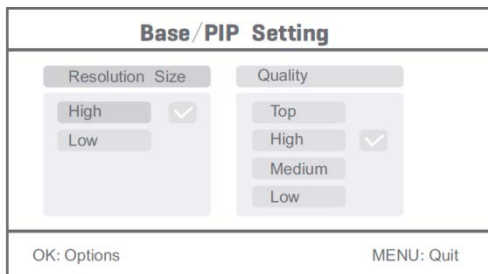 Base/PIP Setting
Resolution Size
High
Low
Quality
Top
High
Medium
Low
OK: Options
MENU: Quit